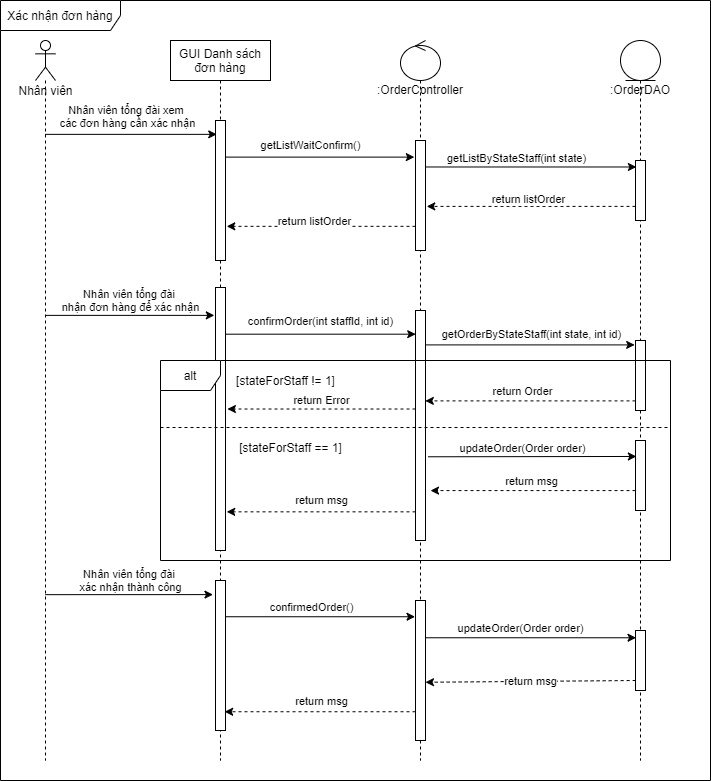 Xác nhận đơn hàng
Nhân viên
GUI Danh sách
đơn hàng
:OrderController
:OrderDAO
Nhân viên tổng đài xem
các đơn hàng cần xác nhận
getListWaitConfirm()
getListByStateStaff(int state)
return listOrder
return listOrder
Nhân viên tổng đài
nhận đơn hàng để xác nhận
confirmOrder(int staffId, int id)
getOrderByStateStaff(int state, int id)
alt
[stateForStaff != 1]
return Order
return Error
[stateForStaff == 1]
updateOrder(Order order)
return msg
return msg
Nhân viên tổng đài
xác nhận thành công
confirmedOrder()
updateOrder(Order order)
return msg
return msg